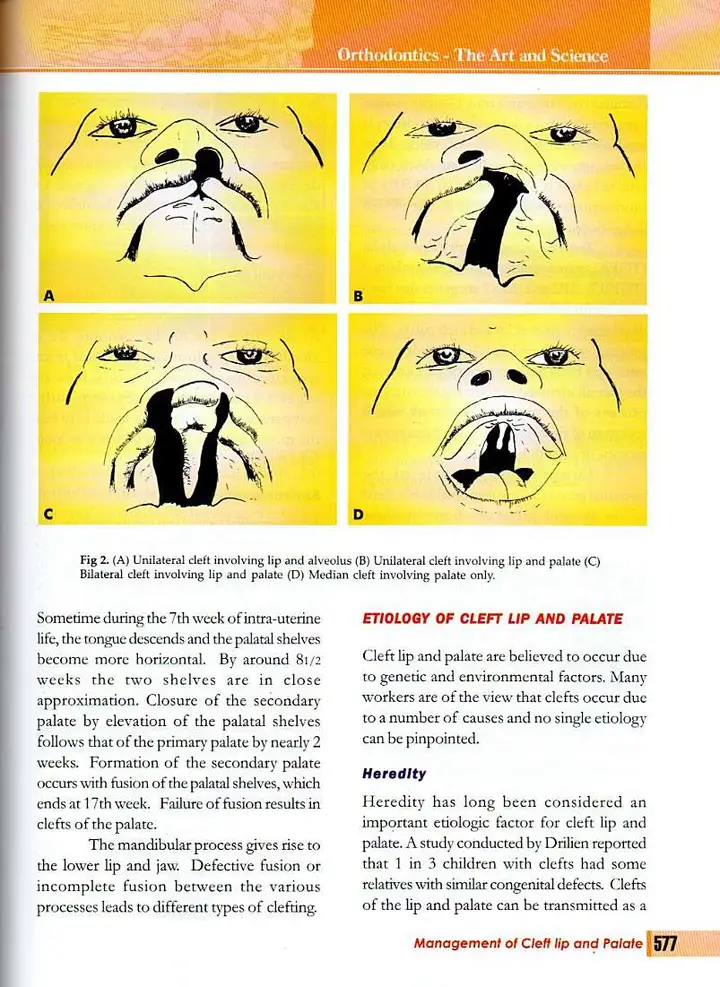 Orthodontics - The Art and Science
A
B
C
D
Fig 2. (A) Unilateral cleft involving lip and alveolus (B) Unilateral cleft involving lip and palate (C)
Bilateral cleft involving lip and palate (D) Median cleft involving palate only.
Sometime during the 7th week of intra-uterine
life, the tongue descends and the palatal shelves
become more horizontal. By around 81/2
weeks the two shelves are in close
approximation. Closure of the secondary
palate by elevation of the palatal shelves
follows that of the primary palate by nearly 2
weeks. Formation of the secondary palate
occurs with fusion of the palatal shelves, which
ends at 17th week. Failure of fusion results in
clefts of the palate.
The mandibular process gives rise to
the lower lip and jaw. Defective fusion or
incomplete fusion between the various
processes leads to different types of clefting.
ETIOLOGY OF CLEFT LIP AND PALATE
Cleft lip and palate are believed to occur due
to genetic and environmental factors. Many
workers are of the view that clefts occur due
to a number of causes and no single etiology
can be pinpointed.
Heredity
Heredity has long been considered an
important etiologic factor for cleft lip and
palate. A study conducted by Drilien reported
that 1 in 3 children with clefts had some
relatives with similar congenital defects. Clefts
of the lip and palate can be transmitted as a
Management of Cleft lip and Palate 577